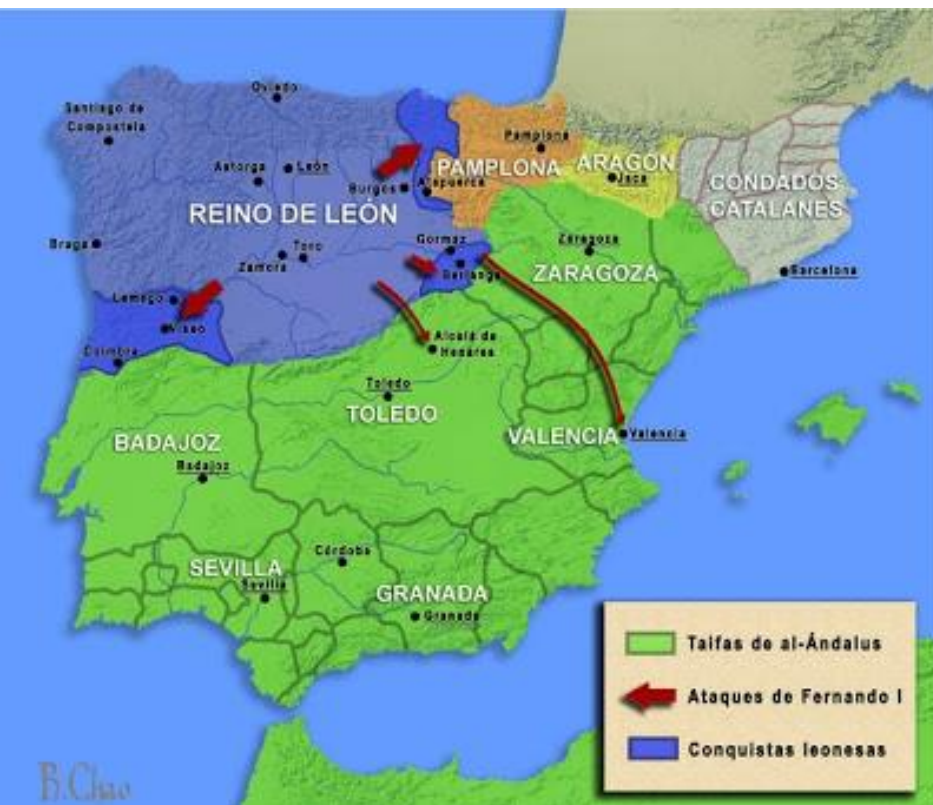 Oviedo
Santiago de
Compostela
Pamplona
Astorga
León
PAMPLONA
ARAGON
Jaca
Burgos
Atapuerca
CONDADOS
CATALANES
REINO DE LEÓN
Braga
Gormaz
Zaragoza
Toro
Zamora
Berlanga
ZARAGOZA
Barcelona
Lamego
Viseo
Coimbra
Alcalá de
Henares
Toledo
TOLEDO
BADAJOZ
Badajoz
VALENCIA
Valencia
Córdoba
SEVILLA
Sevilla
GRANADA
Granada
Taifas de al-Ándalus
Ataques de Fernando I
Conquistas leonesas
B.Chao